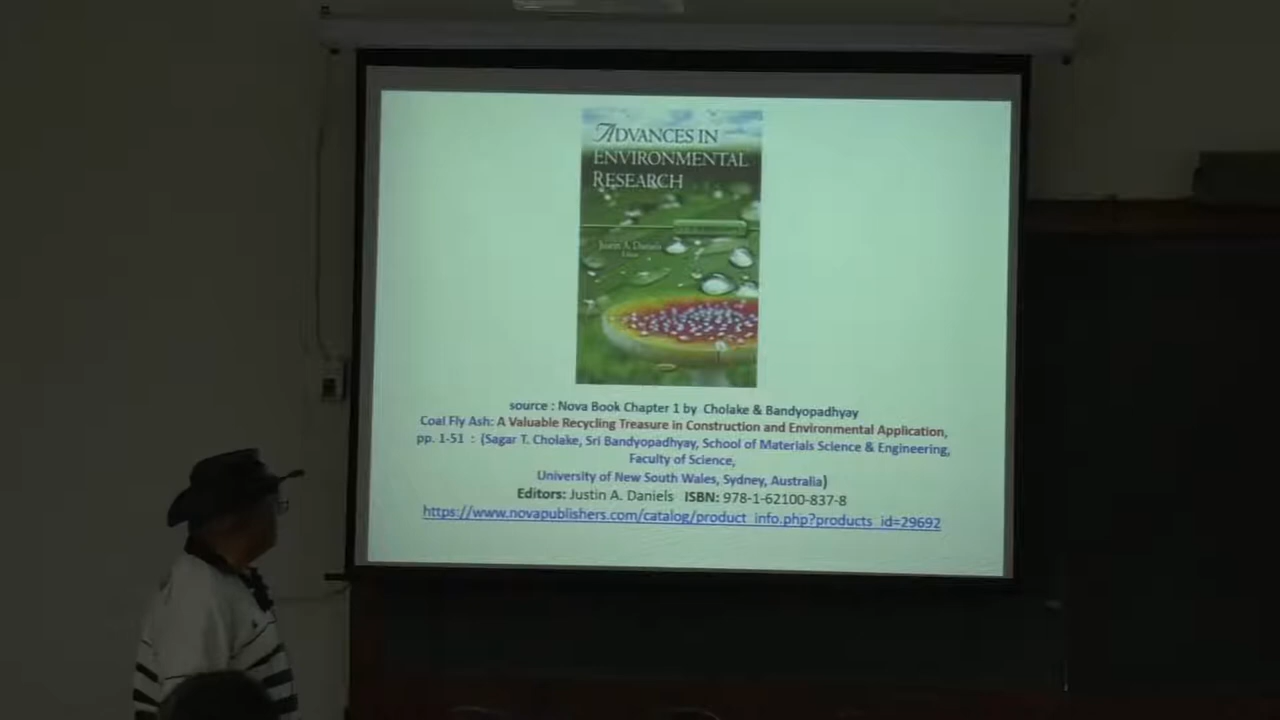 ADVANCES IN
ENVIRONMENTAL
RESEARCH
Justin A. Daniels
source : Nova Book Chapter 1 by Cholake & Bandyopadhyay
Coal Fly Ash: A Valuable Recycling Treasure in Construction and Environmental Application,
pp. 1-51 : (Sagar T. Cholake, Sri Bandyopadhyay, School of Materials Science & Engineering,
Faculty of Science,
University of New South Wales, Sydney, Australia)
Editors: Justin A. Daniels ISBN: 978-1-62100-837-8
https://www.novapublishers.com/catalog/product_info.php?products_id=29692